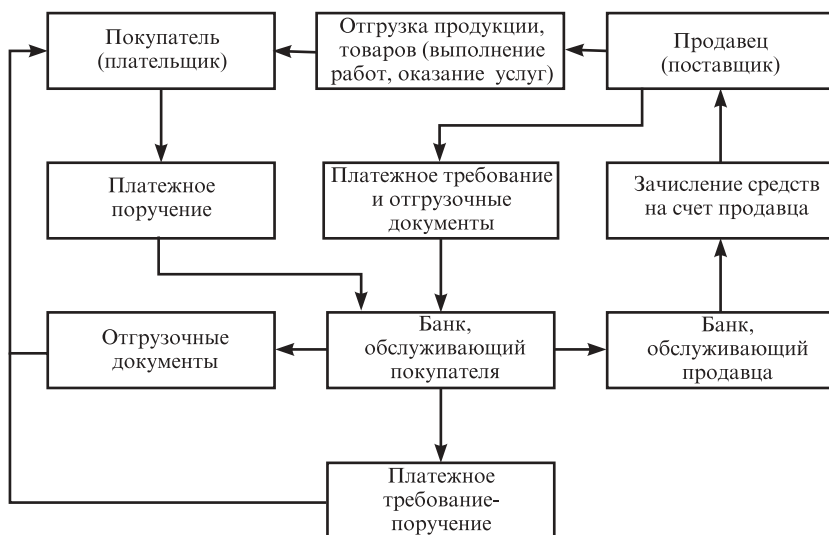 Покупатель
(плательщик)
Отгрузка продукции,
товаров (выполнение
работ, оказание услуг)
Продавец
(поставщик)
Платежное
поручение
Платежное требование
и отгрузочные
документы
Зачисление средств
на счет продавца
Отгрузочные
документы
Банк,
обслуживающий
покупателя
Банк,
обслуживающий
продавца
Платежное
требование-
поручение